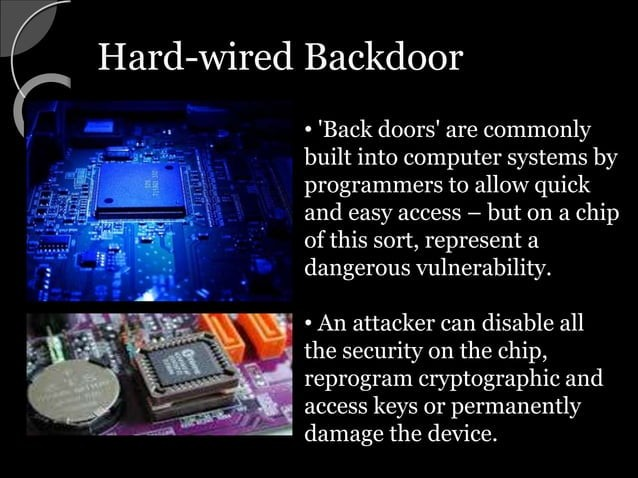 Hard-wired Backdoor
• 'Back doors' are commonly
built into computer systems by
programmers to allow quick
and easy access – but on a chip
of this sort, represent a
dangerous vulnerability.
• An attacker can disable all
the security on the chip,
reprogram cryptographic and
access keys or permanently
damage the device.